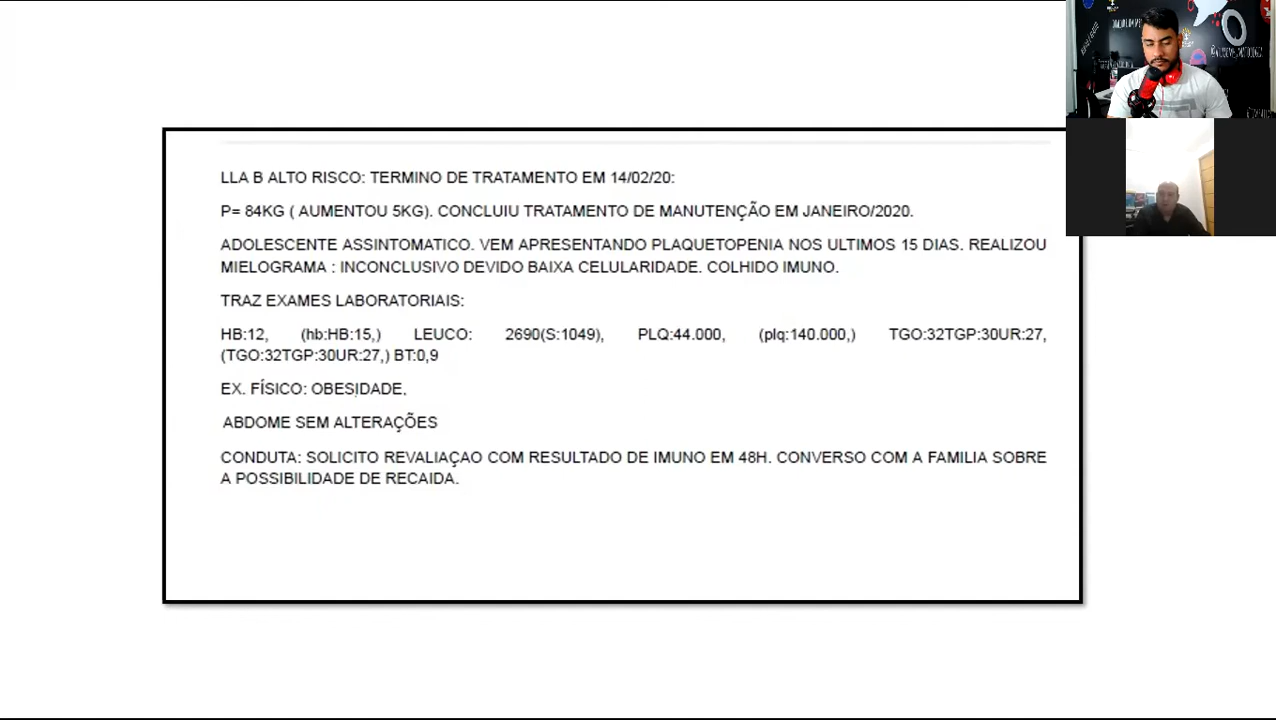 LLA B ALTO RISCO: TERMINO DE TRATAMENTO EM 14/02/20:
P= 84KG ( AUMENTOU 5KG). CONCLUIU TRATAMENTO DE MANUTENÇÃO EM JANEIRO/2020.
ADOLESCENTE ASSINTOMATICO. VEM APRESENTANDO PLAQUETOPENIA NOS ULTIMOS 15 DIAS. REALIZOU
MIELOGRAMA : INCONCLUSIVO DEVIDO BAIXA CELULARIDADE. COLHIDO IMUNO.
TRAZ EXAMES LABORATORIAIS:
HB:12, (hb:HB:15,) LEUCO: 2690(S:1049), PLQ:44.000, (plq:140.000,) TGO:32TGP:30UR:27,
(TGO:32TGP:30UR:27,) BT:0,9
EX. FÍSICO: OBESIDADE,
ABDOME SEM ALTERAÇÕES
CONDUTA: SOLICITO REVALIAÇAO COM RESULTADO DE IMUNO EM 48H. CONVERSO COM A FAMILIA SOBRE
A POSSIBILIDADE DE RECAIDA.